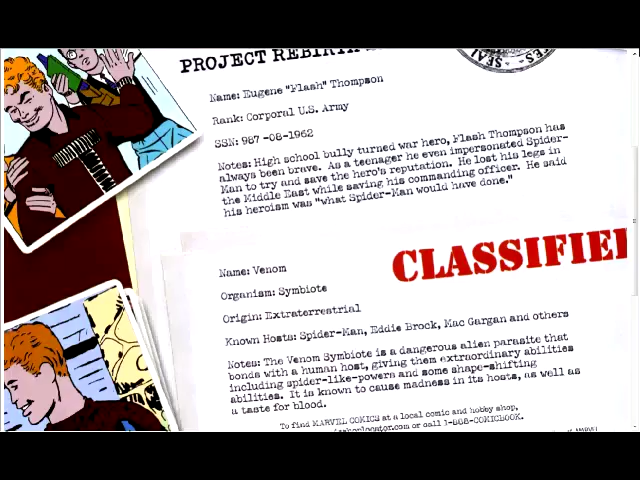 PROJECT REBIRTH
SEAL
Name: Eugene "Flash" Thompson
Rank: Corporal U.S. Army
SSN: 987 -08-1962
Notes: High school bully turned war hero, Flash Thompson has
always been brave. As a teenager he even impersonated Spider-
Man to try and save the hero's reputation. He lost his legs in
the Middle East while saving his commanding officer. He said
his heroism was "what Spider-Man would have done."
T
CLASSIFIED
Name: Venom
Organism: Symbiote
Origin: Extraterrestrial
Known Hosts: Spider-Man, Eddie Brock, Mac Gargan and others
Notes: The Venom Symbiote is a dangerous alien parasite that
bonds with a human host, giving them extraordinary abilities
including spider-like-powers and some shape-shifting
abilities. It is known to cause madness in its hosts, as well as
a taste for blood.
To find MARVEL COMICS at a local comic and hobby shop,
or call 1-888-COMICBOOK.